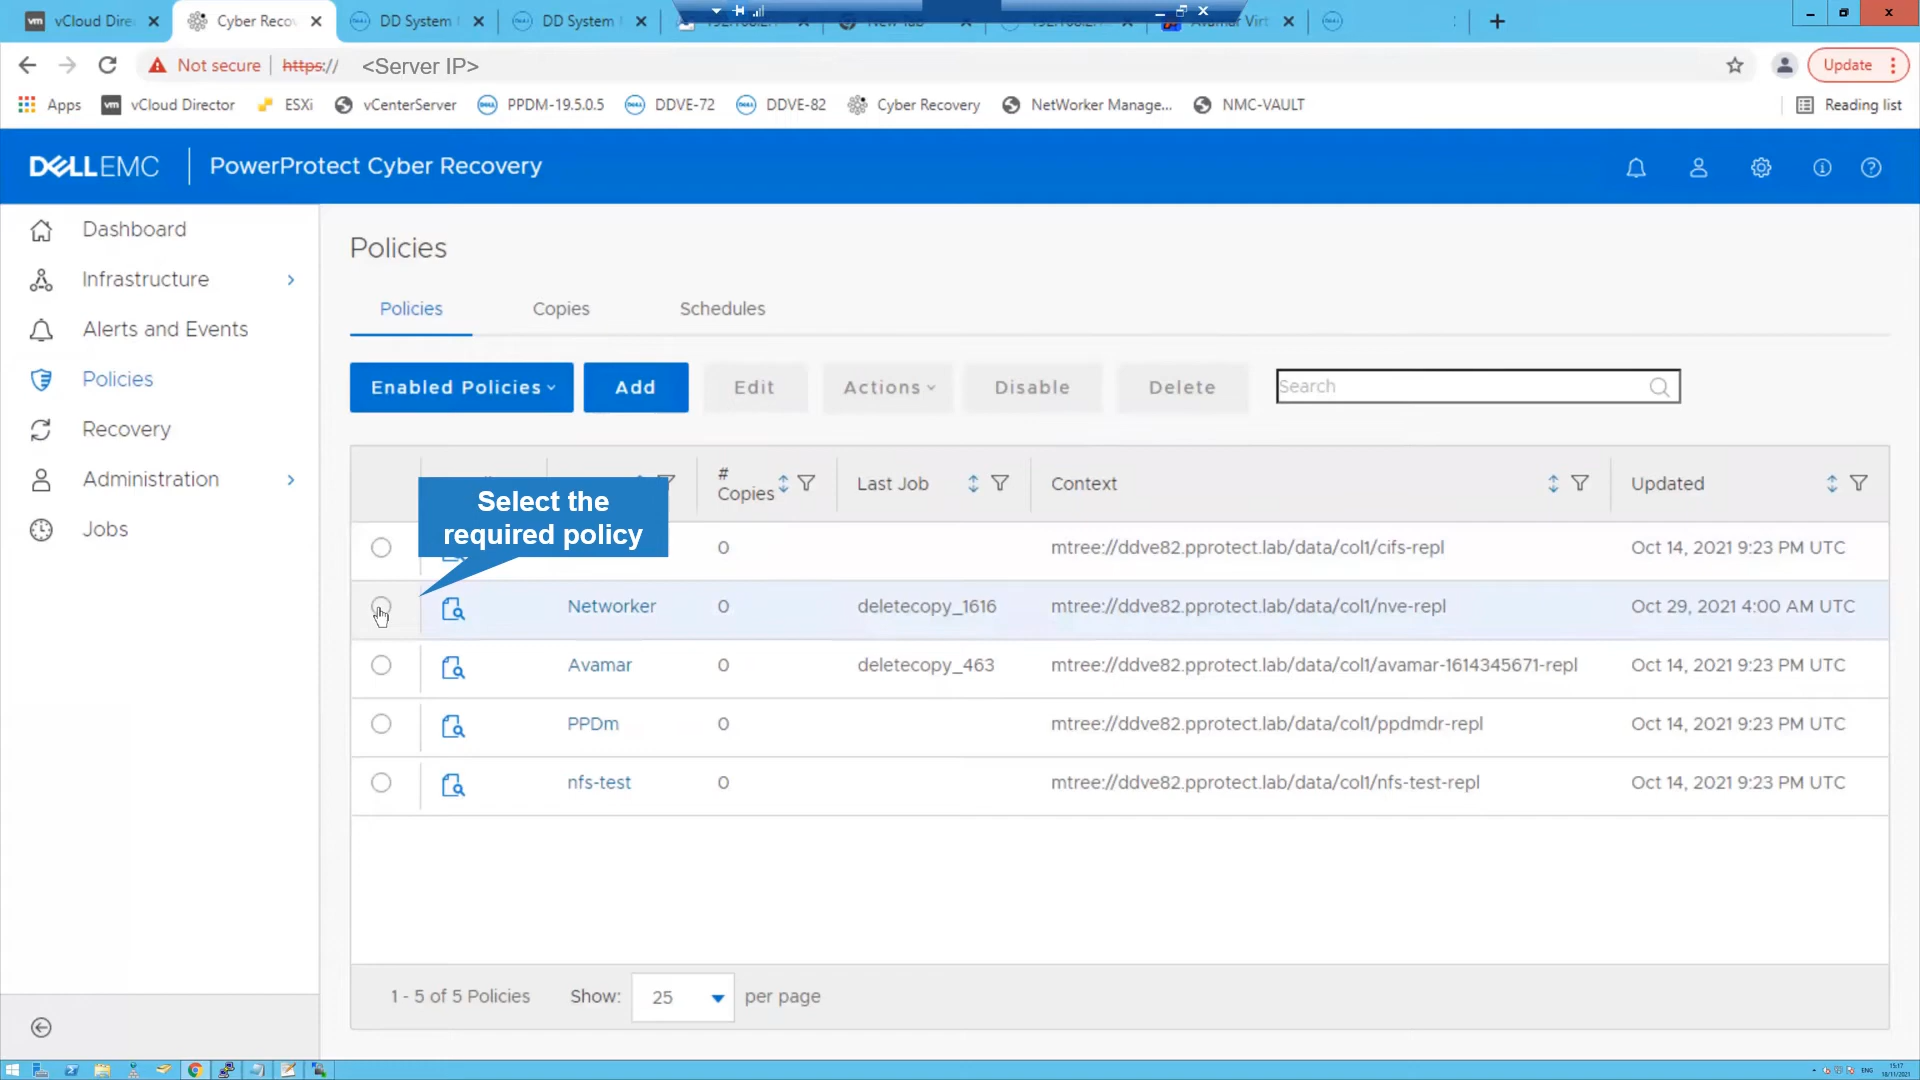 vCloud Dire
Cyber Reco
DD System
DD System
Avamar Virt
Not secure
https://
<Server IP>
Update
Apps
vCloud Director
ESXi
vCenterServer
PPDM-19.5.0.5
DDVE-72
DDVE-82
Cyber Recovery
NetWorker Manage...
NMC-VAULT
Reading list
DELLEMC
PowerProtect Cyber Recovery
Dashboard
Infrastructure
Alerts and Events
Policies
Recovery
Administration
Jobs
Policies
Policies
Copies
Schedules
Enabled Policies
Add
Edit
Actions
Disable
Delete
Search
# Copies
Last Job
Context
Updated
Select the
required policy
0 mtree://ddve82.pprotect.lab/data/col1/cifs-repl Oct 14, 2021 9:23 PM UTC
Networker 0 deletecopy_1616 mtree://ddve82.pprotect.lab/data/col1/nve-repl Oct 29, 2021 4:00 AM UTC
Avamar 0 deletecopy_463 mtree://ddve82.pprotect.lab/data/col1/avamar-1614345671-repl Oct 14, 2021 9:23 PM UTC
PPDm 0 mtree://ddve82.pprotect.lab/data/col1/ppdmdr-repl Oct 14, 2021 9:23 PM UTC
nfs-test 0 mtree://ddve82.pprotect.lab/data/col1/nfs-test-repl Oct 14, 2021 9:23 PM UTC
1 - 5 of 5 Policies
Show:
25
per page
ENG
15:17
18/11/2021